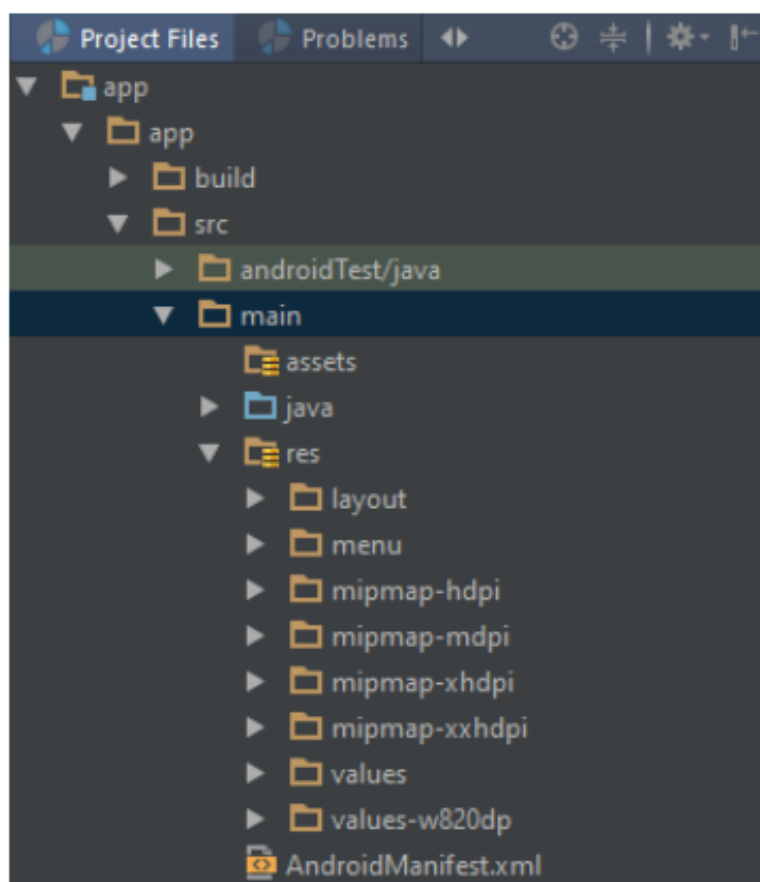 Project Files Problems
app
app
build
src
androidTest/java
main
assets
java
res
layout
menu
mipmap-hdpi
mipmap-mdpi
mipmap-xhdpi
mipmap-xxhdpi
values
values-w820dp
AndroidManifest.xml